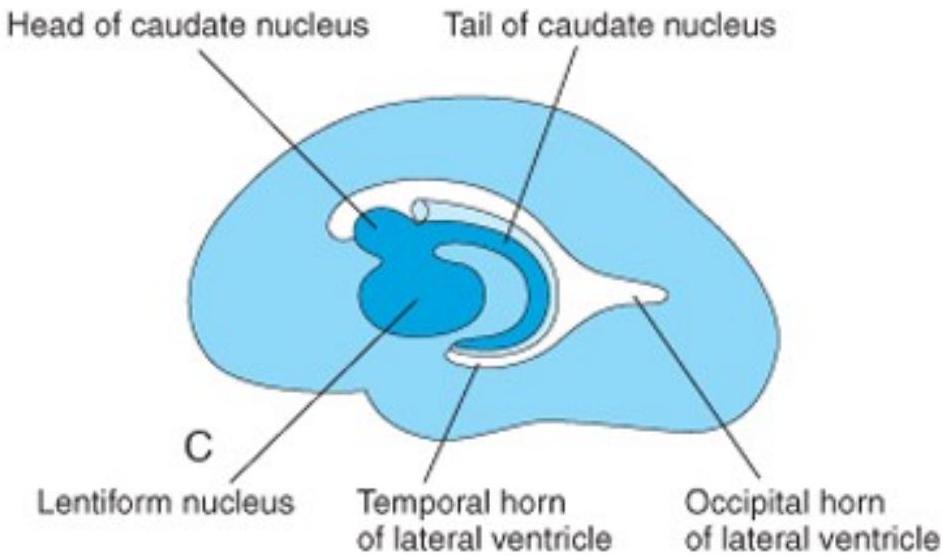 Head of caudate nucleus
Tail of caudate nucleus
C
Lentiform nucleus
Temporal horn
of lateral ventricle
Occipital horn
of lateral ventricle